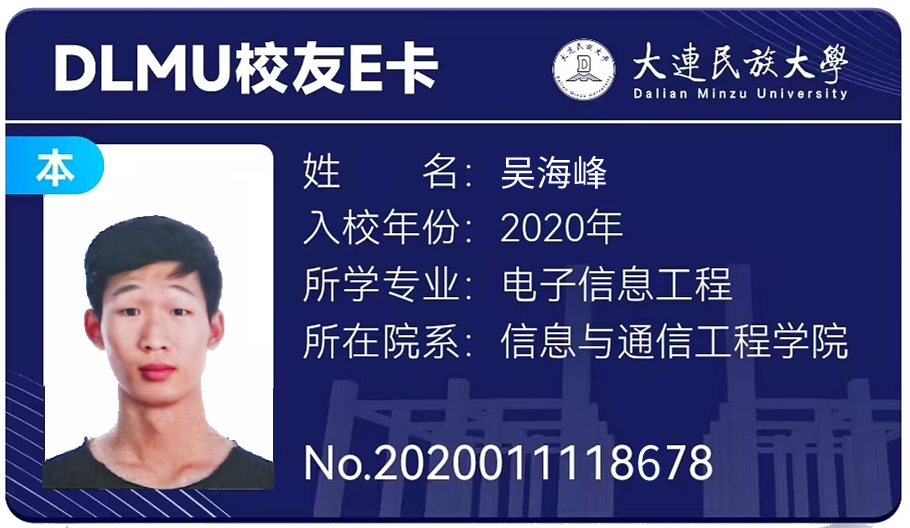 DLMU校友E卡
大連民族大學
Dalian Minzu University
本
姓 名：吴海峰
入校年份：2020年
所学专业：电子信息工程
所在院系：信息与通信工程学院
No.2020011118678